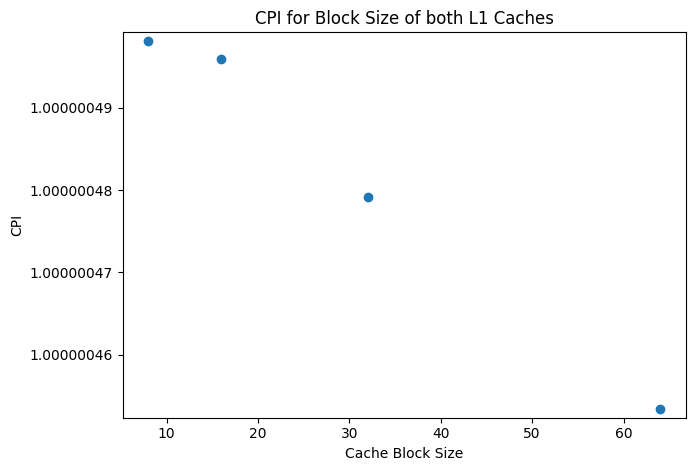 CPI for Block Size of both L1 Caches
1.00000049
1.00000048
1.00000047
1.00000046
CPI
10 20 30 40 50 60
Cache Block Size